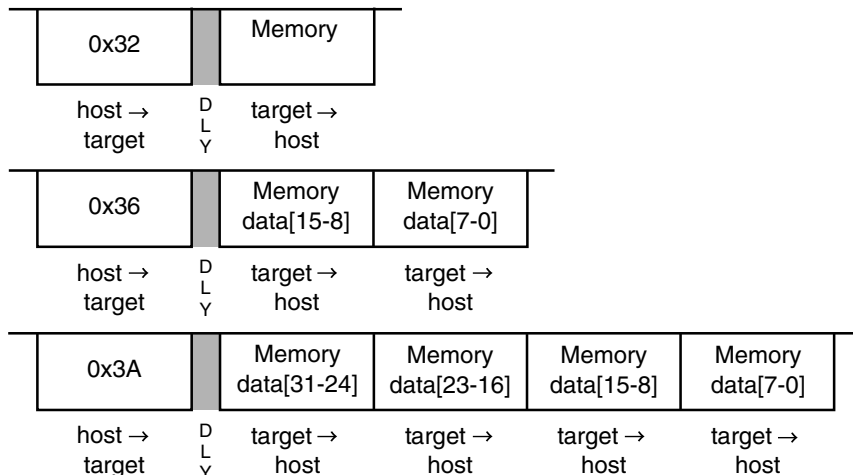 0x32 Memory
host → D target →
target L host
Y
0x36 Memory Memory
data[15-8] data[7-0]
host → D target → target →
target L host host
Y
0x3A Memory Memory Memory Memory
data[31-24] data[23-16] data[15-8] data[7-0]
host → D target → target → target → target →
target L host host host host
Y